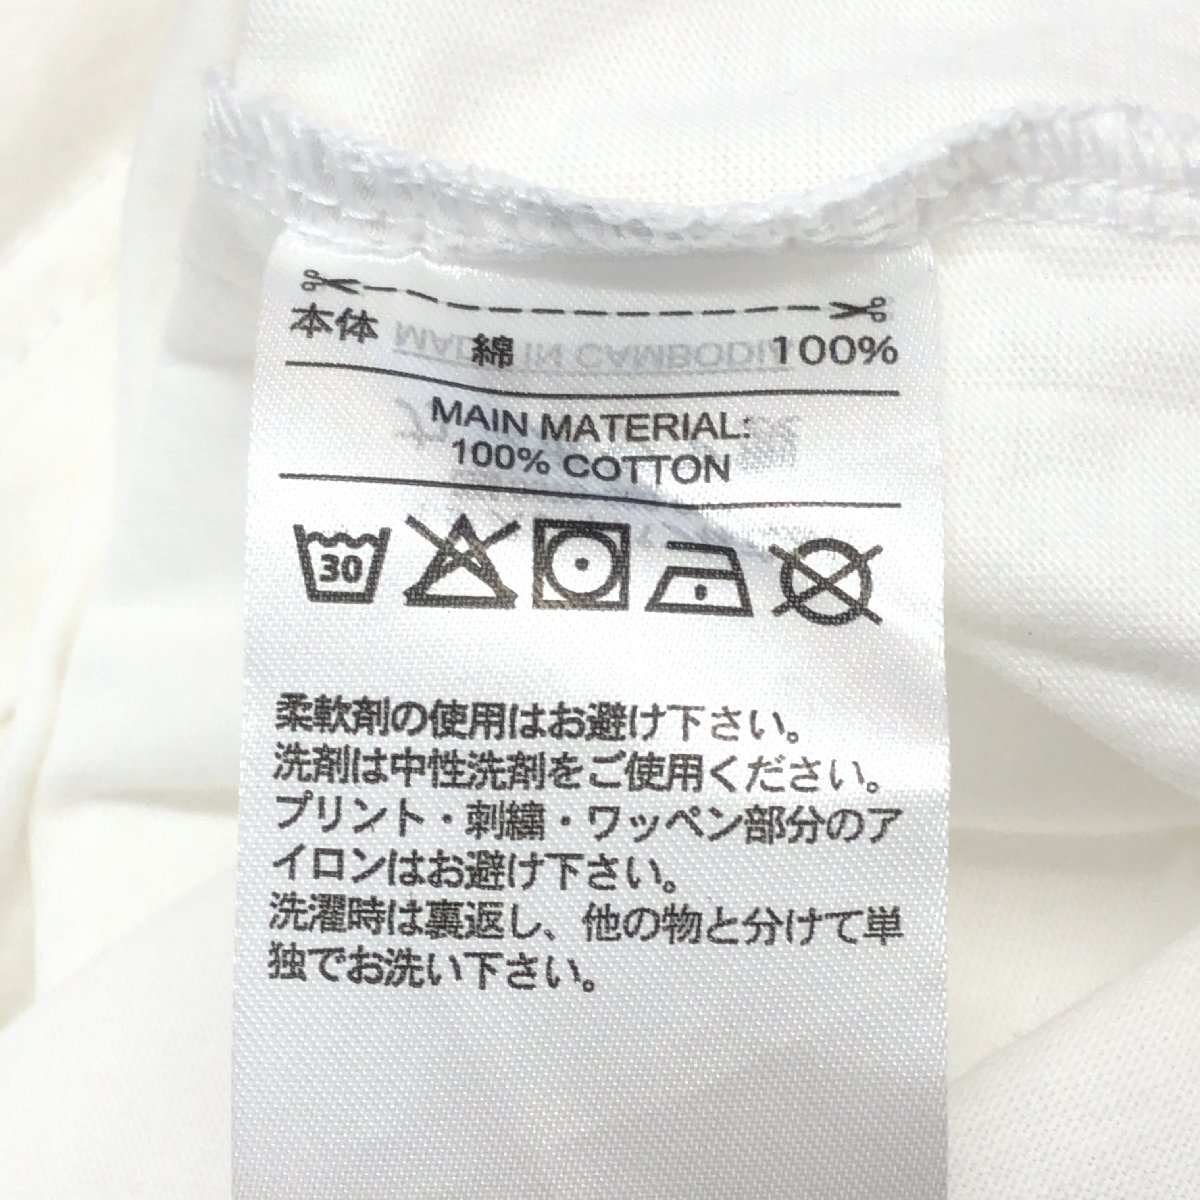 本体 綿 100%
MAIN MATERIAL:
100% COTTON
30
柔軟剤の使用はお避け下さい。
洗剤は中性洗剤をご使用ください。
プリント・刺繍・ワッペン部分のア
イロンはお避け下さい。
洗濯時は裏返し、他の物と分けて単
独でお洗い下さい。